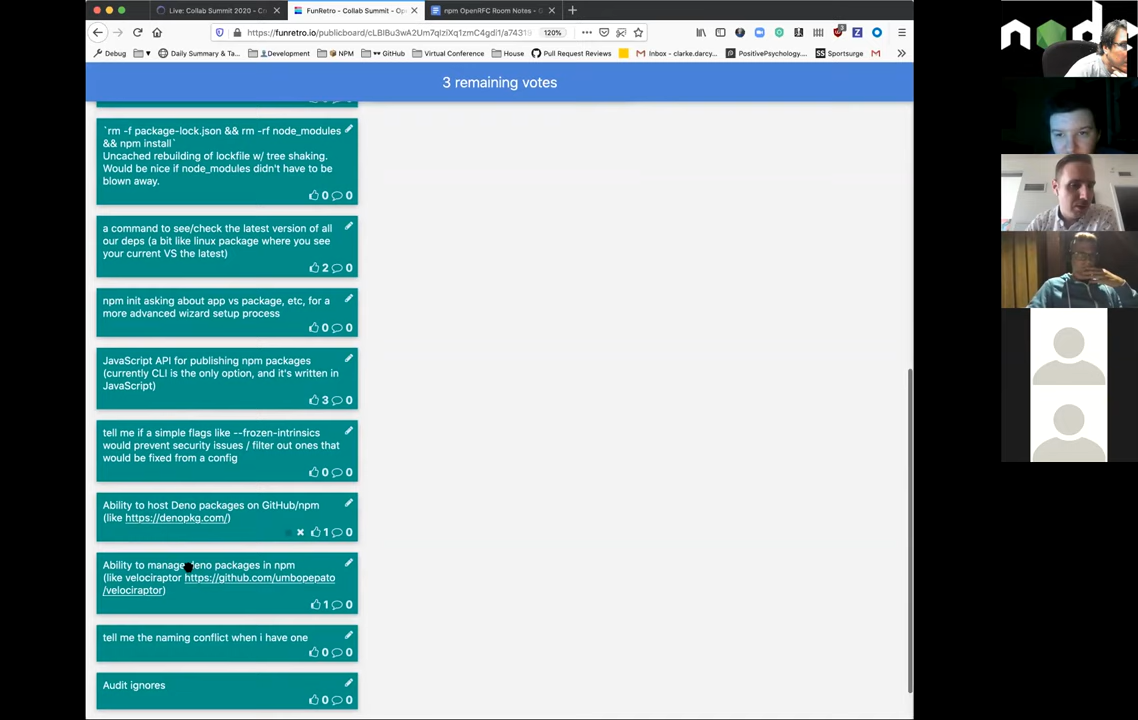 Live: Collab Summit 2020 - C
FunRetro - Collab Summit - Op
npm OpenRFC Room Notes - G
https://funretro.io/publicboard/cLBlBu3wA2Um7qIziXq1zmC4gdi1/a7431
120%
Debug
Daily Summary & Ta...
Development
NPM
GitHub
Virtual Conference
House
Pull Request Reviews
Inbox - clarke.darcy...
PositivePsychology....
Sportsurge
3 remaining votes
`rm -f package-lock.json && rm -rf node_modules
&& npm install`
Uncached rebuilding of lockfile w/ tree shaking.
Would be nice if node_modules didn't have to be
blown away.
0 0
a command to see/check the latest version of all
our deps (a bit like linux package where you see
your current VS the latest)
2 0
npm init asking about app vs package, etc, for a
more advanced wizard setup process
0 0
JavaScript API for publishing npm packages
(currently CLI is the only option, and it's written in
JavaScript)
3 0
tell me if a simple flags like --frozen-intrinsics
would prevent security issues / filter out ones that
would be fixed from a config
0 0
Ability to host Deno packages on GitHub/npm
(like https://denopkg.com/)
1 0
Ability to manage deno packages in npm
(like velociraptor https://github.com/umbopepato
/velociraptor)
1 0
tell me the naming conflict when i have one
0 0
Audit ignores
0 0